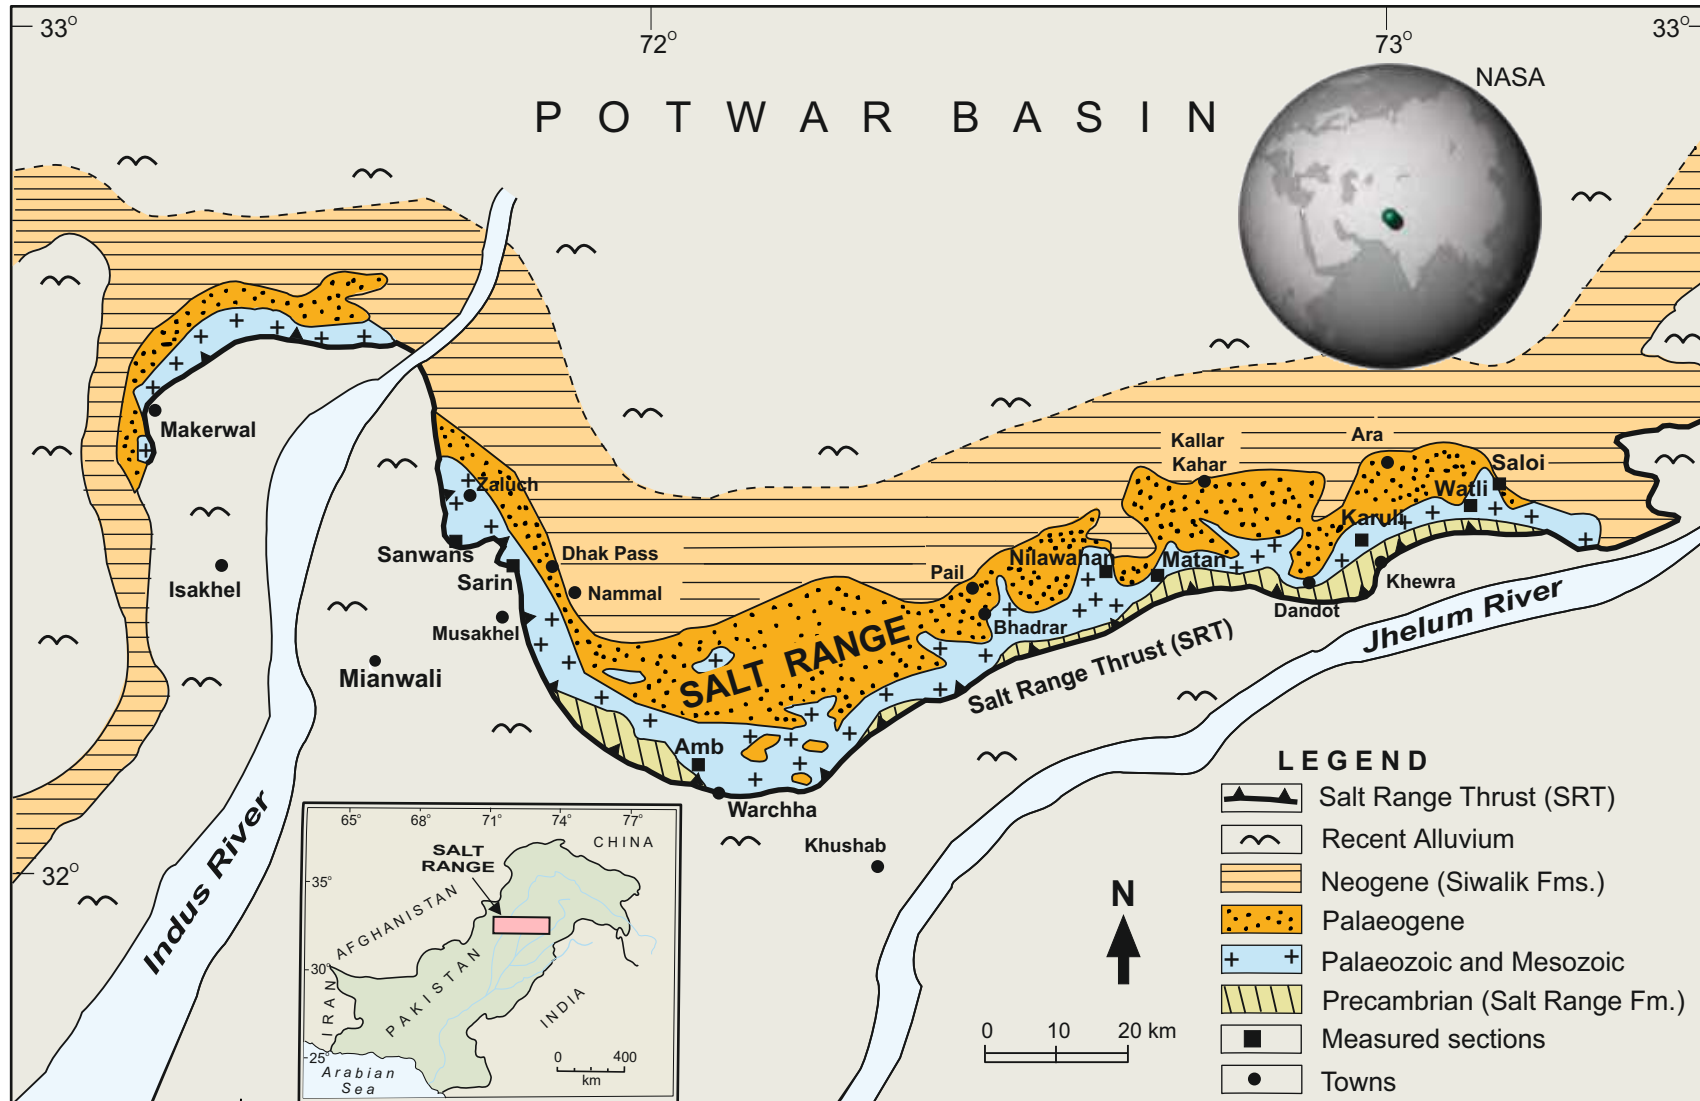 33°
72°
73°
33°
NASA
POTWAR BASIN
Kallar
Kahar
Ara
Saloi
Watli
Karuli
Makerwal
Zaluch
Sanwans
Sarin
Dhak Pass
Nammal
Isakhel
Musakhel
Mianwali
Pail
Nilawahan
Matan
Bhadrar
Dandot
Khewra
SALT RANGE
Salt Range Thrust (SRT)
Jhelum River
Indus River
Amb
Warchha
Khushab
32°
65°
68°
71°
74°
77°
CHINA
SALT
RANGE
35°
AFGHANISTAN
30°
IRAN
PAKISTAN
INDIA
25°
Arabian
Sea
0 400
km
N
0 10 20 km
LEGEND
Salt Range Thrust (SRT)
Recent Alluvium
Neogene (Siwalik Fms.)
Palaeogene
Palaeozoic and Mesozoic
Precambrian (Salt Range Fm.)
Measured sections
Towns